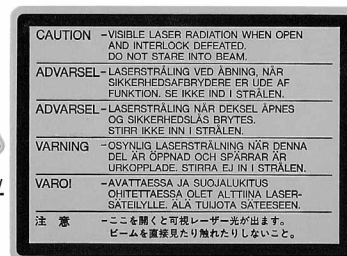 CAUTION -VISIBLE LASER RADIATION WHEN OPEN
AND INTERLOCK DEFEATED.
DO NOT STARE INTO BEAM.
ADVARSEL-LASERSTRÅLING VED ÅBNING, NÅR
SIKKERHEDSAFBRYDERE ER UDE AF
FUNKTION. SE IKKE IND I STRÅLEN.
ADVARSEL-LASERSTRÅLING NÅR DEKSEL ÅPNES
OG SIKKERHEDSLÅS BRYTES.
STIRR IKKE INN I STRÅLEN.
VARNING -OSYNLIG LASERSTRÅLNING NÄR DENNA
DEL ÄR ÖPPNAD OCH SPÄRRAR ÄR
URKOPPLADE. STIRRA EJ IN I STRÅLEN.
VARO! -AVATTAESSA JA SUOJALUKITUS
OHITETTAESSA OLET ALTTIINA LASER-
SÄTEILYLLE. ÄLÄ TUIJOTA SÄTEESEEN.
注 意 -ここを開くと可視レーザー光が出ます。
ビームを直接見たり触れたりしないこと。